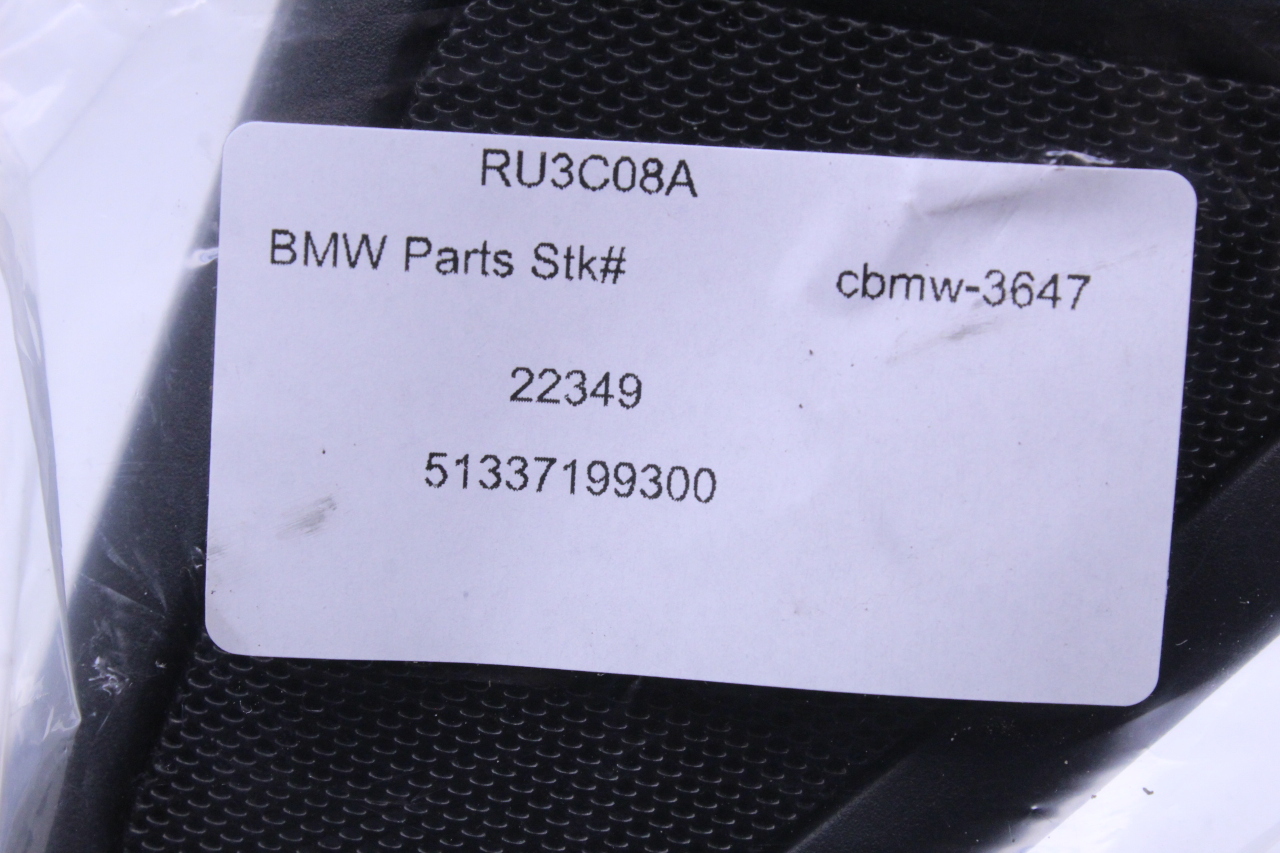 RU3C08A
BMW Parts Stk# cbmw-3647
22349
51337199300